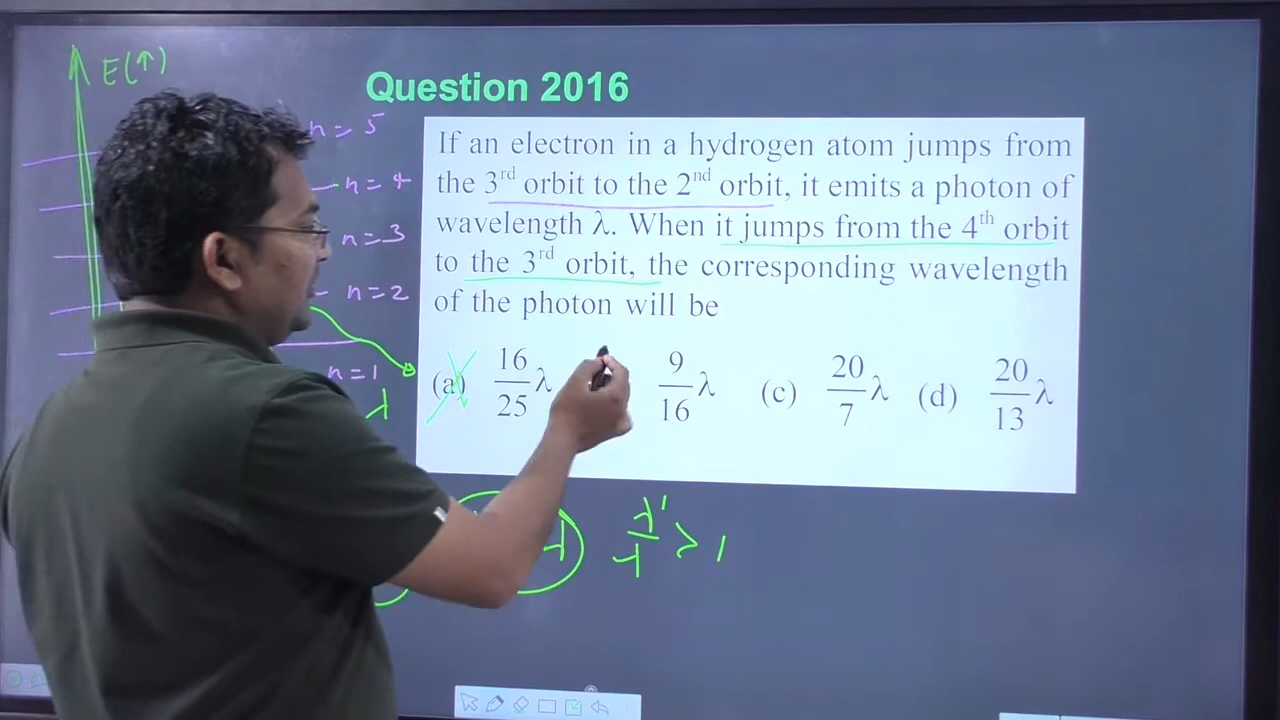 E(↑)
Question 2016
n = 5
n = 4
n = 3
n = 2
n = 1
λ
If an electron in a hydrogen atom jumps from
the 3rd orbit to the 2nd orbit, it emits a photon of
wavelength λ. When it jumps from the 4th orbit
to the 3rd orbit, the corresponding wavelength
of the photon will be
(a) 16/25 λ 9/16 λ (c) 20/7 λ (d) 20/13 λ
λ'/λ > 1